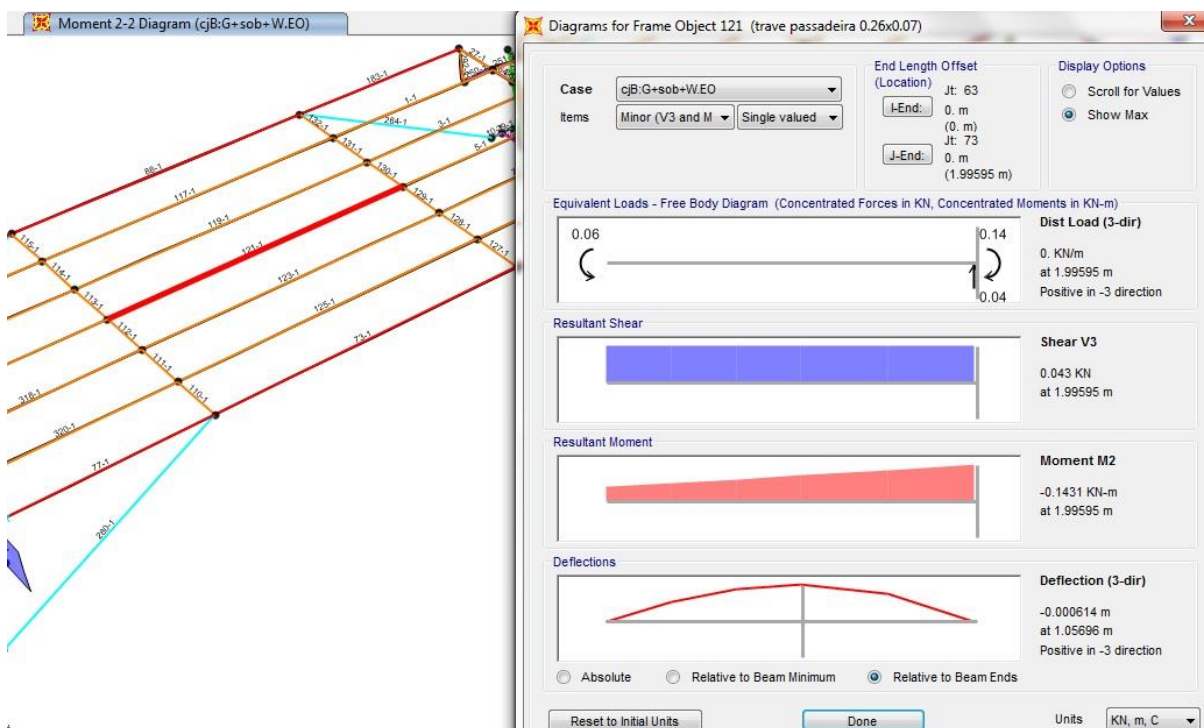 Moment 2-2 Diagram (cjB:G+sob+W.EO)
27-1
183-1
1-1
132-1
264-1
3-1
131-1
5-1
88-1
130-1
117-1
129-1
119-1
128-1
115-1
121-1
127-1
114-1
123-1
113-1
125-1
112-1
73-1
111-1
318-1
110-1
320-1
77-1
280-1
Diagrams for Frame Object 121 (trave passadeira 0.26x0.07)
Case
cjB:G+sob+W.EO
Items
Minor (V3 and M
Single valued
End Length Offset
(Location)
I-End:
Jt: 63
0. m
(0. m)
J-End:
Jt: 73
0. m
(1.99595 m)
Display Options
Scroll for Values
Show Max
Equivalent Loads - Free Body Diagram (Concentrated Forces in KN, Concentrated Moments in KN-m)
0.06
0.14
0.04
Dist Load (3-dir)
0. KN/m
at 1.99595 m
Positive in -3 direction
Resultant Shear
Shear V3
0.043 KN
at 1.99595 m
Resultant Moment
Moment M2
-0.1431 KN-m
at 1.99595 m
Deflections
Deflection (3-dir)
-0.000614 m
at 1.05696 m
Positive in -3 direction
Absolute
Relative to Beam Minimum
Relative to Beam Ends
Reset to Initial Units
Done
Units
KN, m, C